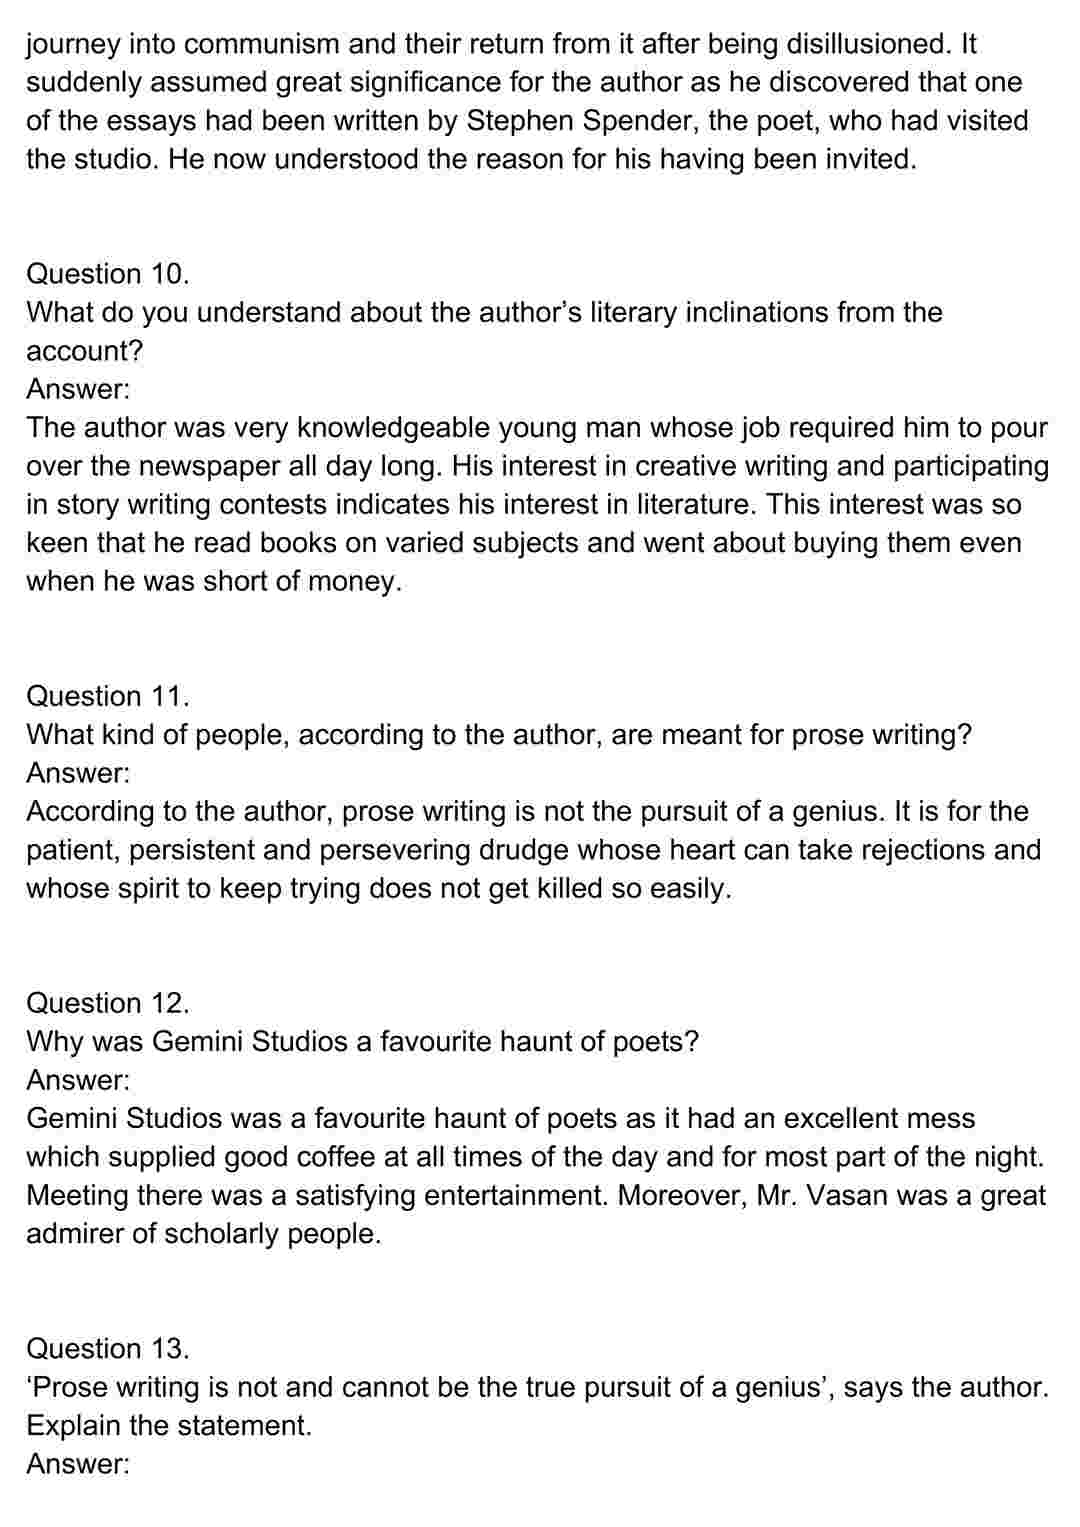 journey into communism and their return from it after being disillusioned. It
suddenly assumed great significance for the author as he discovered that one
of the essays had been written by Stephen Spender, the poet, who had visited
the studio. He now understood the reason for his having been invited.
Question 10.
What do you understand about the author’s literary inclinations from the
account?
Answer:
The author was very knowledgeable young man whose job required him to pour
over the newspaper all day long. His interest in creative writing and participating
in story writing contests indicates his interest in literature. This interest was so
keen that he read books on varied subjects and went about buying them even
when he was short of money.
Question 11.
What kind of people, according to the author, are meant for prose writing?
Answer:
According to the author, prose writing is not the pursuit of a genius. It is for the
patient, persistent and persevering drudge whose heart can take rejections and
whose spirit to keep trying does not get killed so easily.
Question 12.
Why was Gemini Studios a favourite haunt of poets?
Answer:
Gemini Studios was a favourite haunt of poets as it had an excellent mess
which supplied good coffee at all times of the day and for most part of the night.
Meeting there was a satisfying entertainment. Moreover, Mr. Vasan was a great
admirer of scholarly people.
Question 13.
‘Prose writing is not and cannot be the true pursuit of a genius’, says the author.
Explain the statement.
Answer: